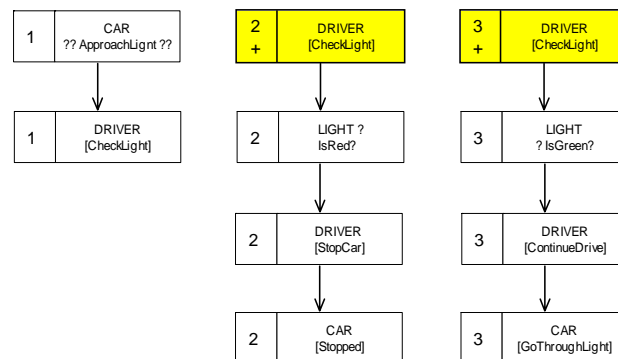 1
CAR
?? ApproachLignt ??
1
DRIVER
[CheckLight]
2
+
DRIVER
[CheckLight]
2
LIGHT ?
IsRed?
2
DRIVER
[StopCar]
2
CAR
[Stopped]
3
+
DRIVER
[CheckLight]
3
LIGHT
? IsGreen?
3
DRIVER
[ContinueDrive]
3
CAR
[GoThroughLight]